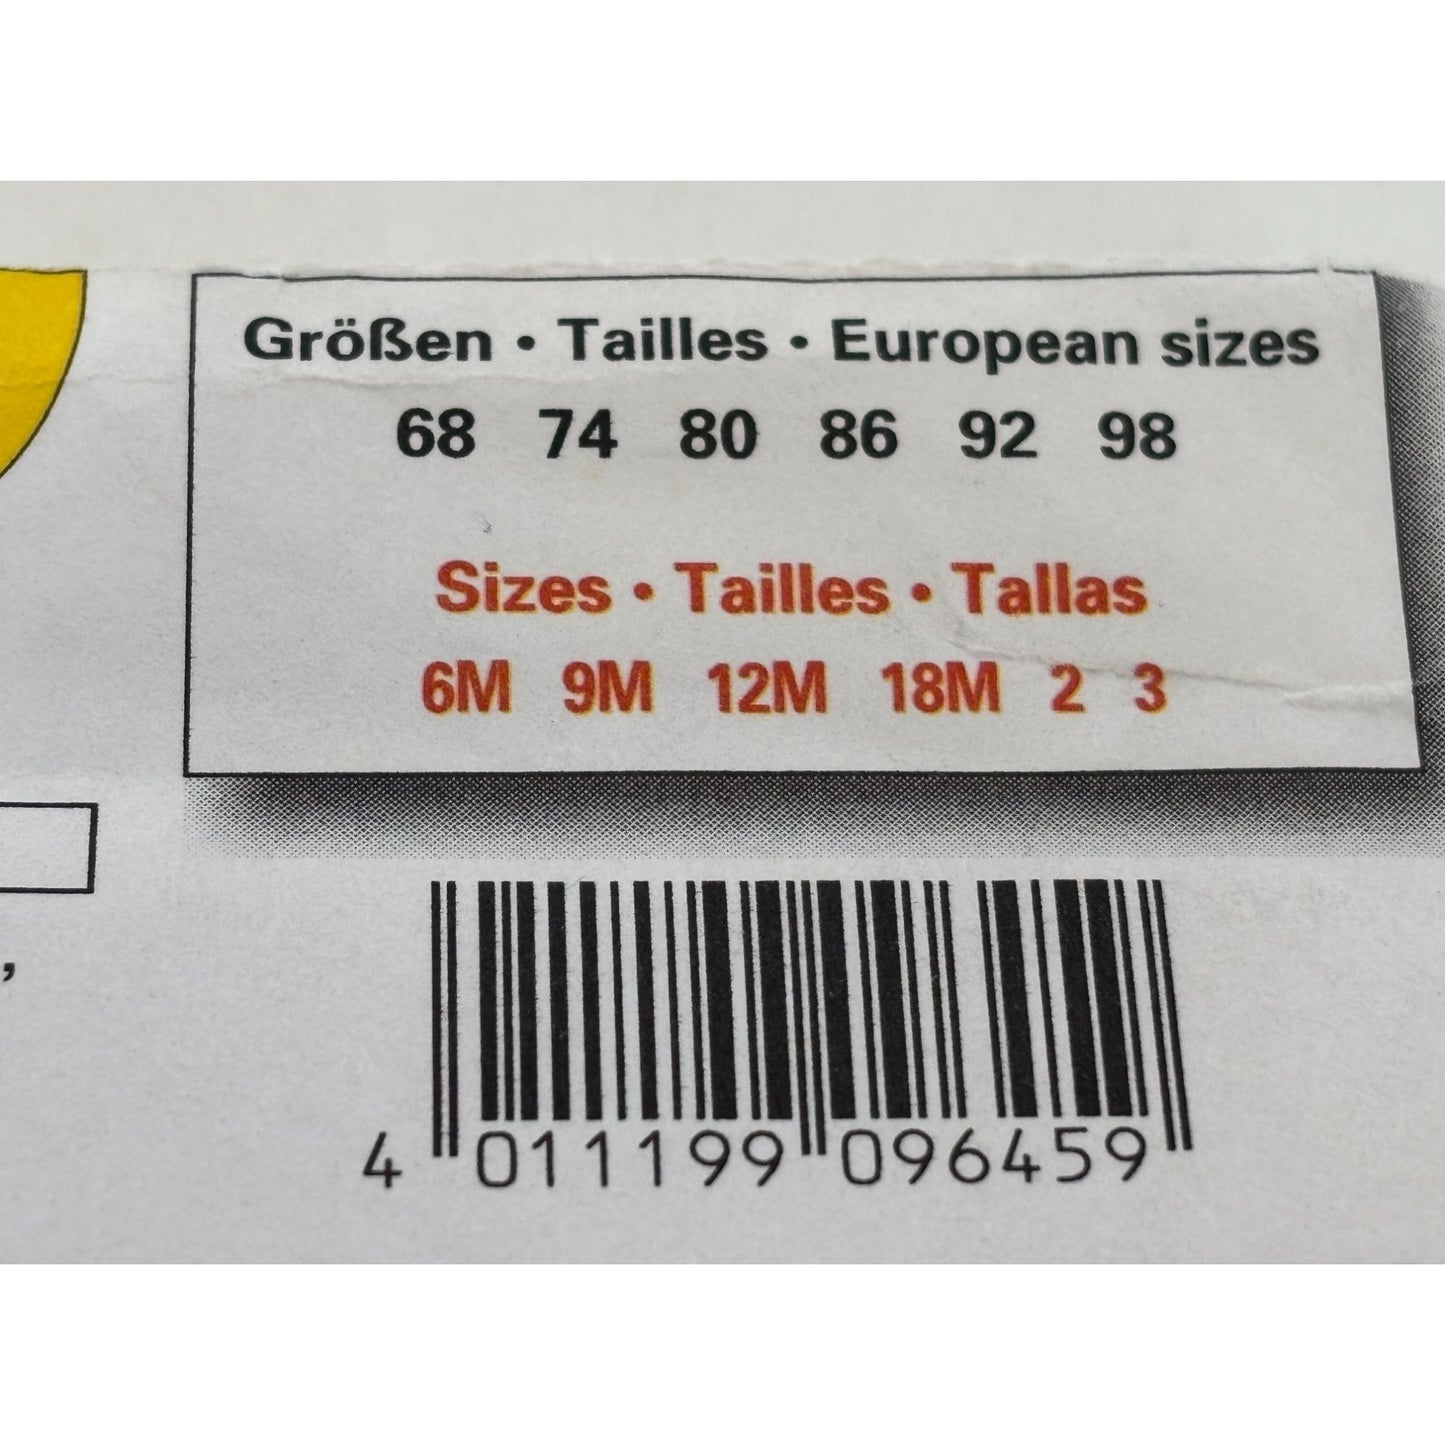 Größen • Tailles • European sizes
68 74 80 86 92 98
Sizes • Tailles • Tallas
6M 9M 12M 18M 2 3
,
4 011199 096459